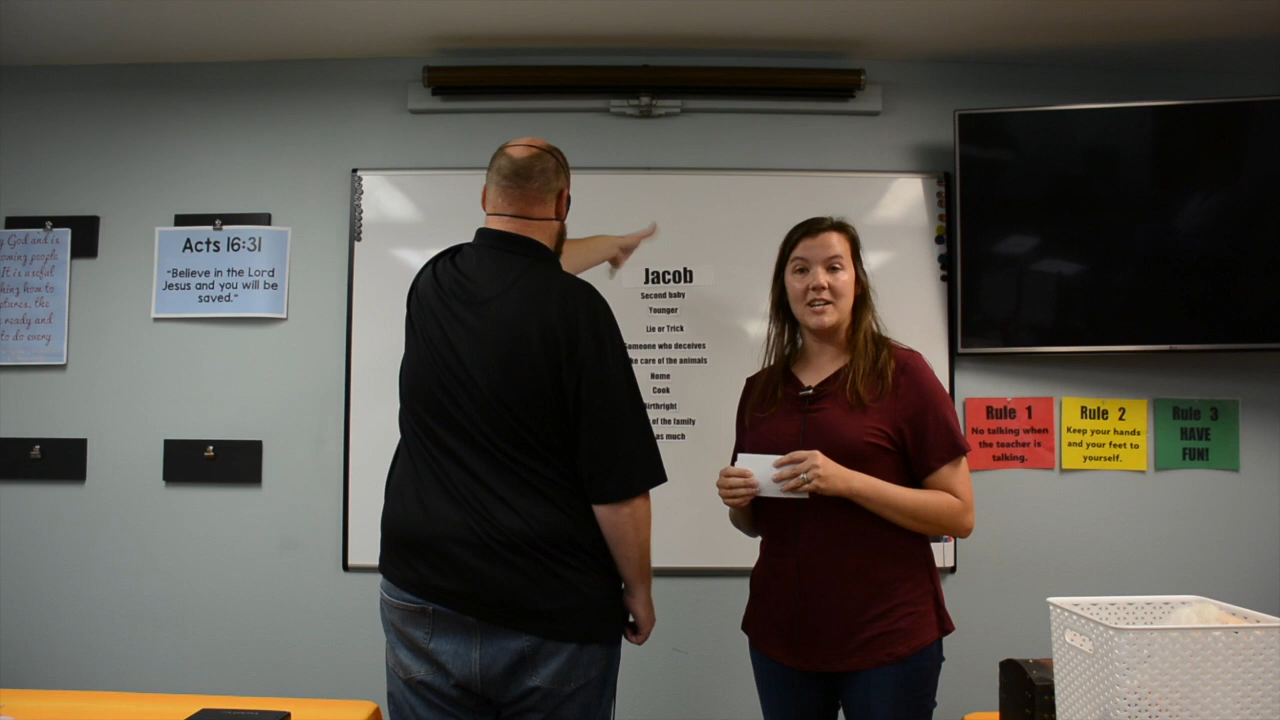 y God and is
oming people
It is useful
hing how to
ptures, the
ready and
to do every
Acts 16:31
"Believe in the Lord
Jesus and you will be
saved."
Jacob
Second baby
Younger
Lie or Trick
Someone who deceives
ke care of the animals
Home
Cook
Birthright
of the family
as much
Rule 1
No talking when
the teacher is
talking.
Rule 2
Keep your hands
and your feet to
yourself.
Rule 3
HAVE
FUN!